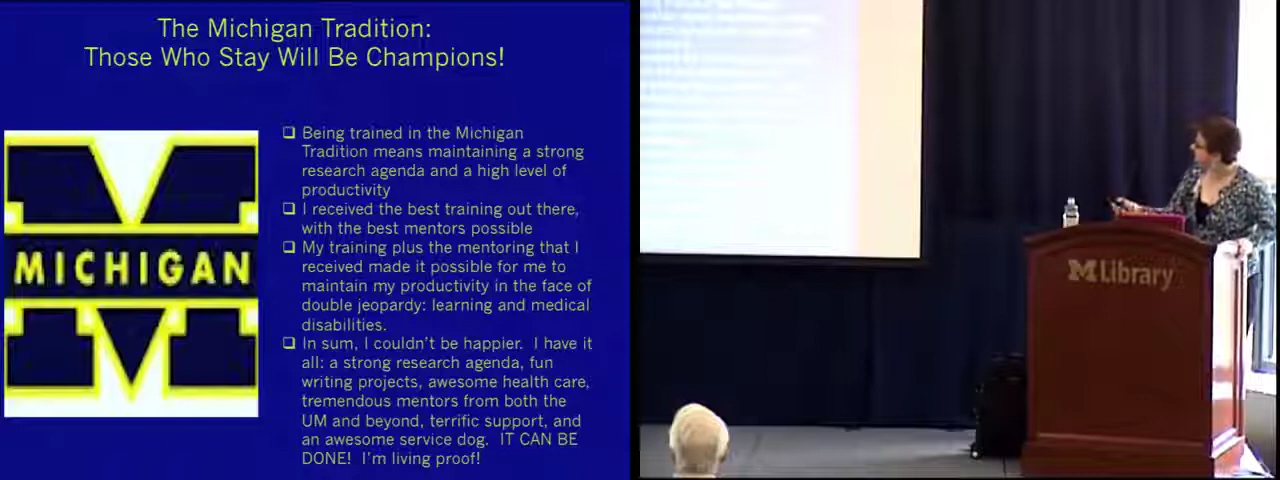 The Michigan Tradition:
Those Who Stay Will Be Champions!
MICHIGAN
❑ Being trained in the Michigan
Tradition means maintaining a strong
research agenda and a high level of
productivity
❑ I received the best training out there,
with the best mentors possible
❑ My training plus the mentoring that I
received made it possible for me to
maintain my productivity in the face of
double jeopardy: learning and medical
disabilities.
❑ In sum, I couldn't be happier.  I have it
all: a strong research agenda, fun
writing projects, awesome health care,
tremendous mentors from both the
UM and beyond, terrific support, and
an awesome service dog.  IT CAN BE
DONE!  I'm living proof!
M Library